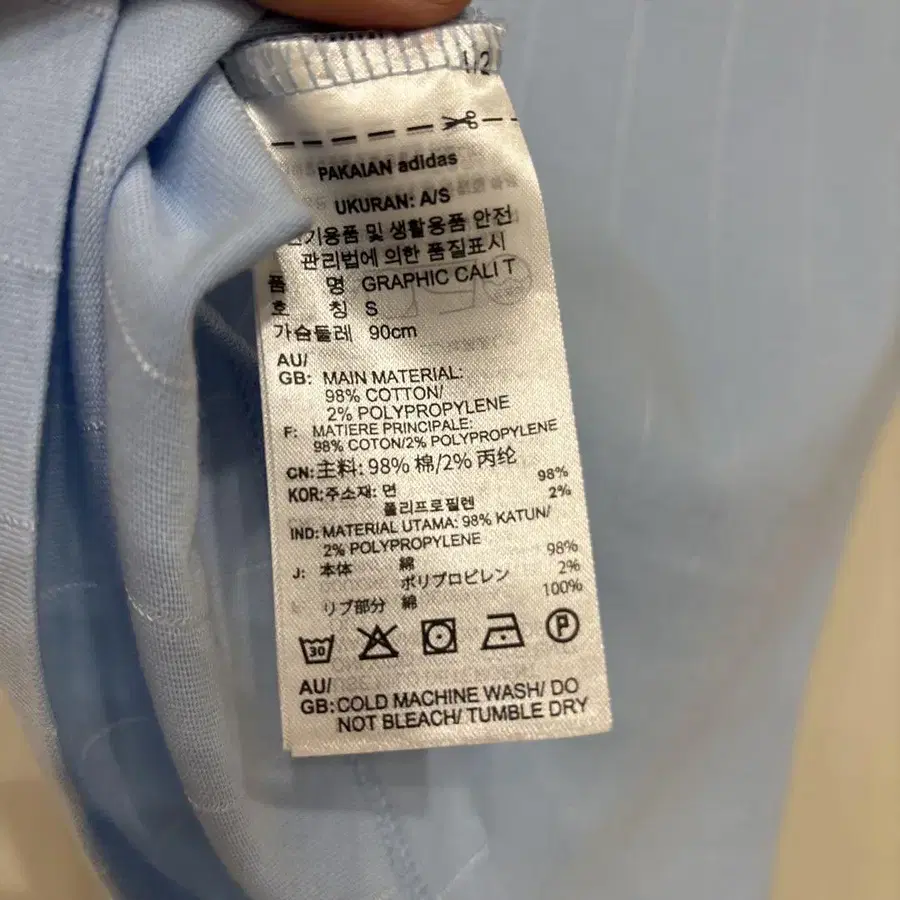 1/2
PAKAIAN adidas
UKURAN: A/S
기용품 및 생활용품 안전
관리법에 의한 품질표시
품 명 GRAPHIC CALI T
호 칭 S
가슴둘레 90cm
AU/
GB: MAIN MATERIAL:
98% COTTON/
2% POLYPROPYLENE
F: MATIERE PRINCIPALE:
98% COTON/2% POLYPROPYLENE
CN:主料: 98% 棉/2% 丙纶
KOR:주소재: 면 98%
폴리프로필렌 2%
IND: MATERIAL UTAMA: 98% KATUN/
2% POLYPROPYLENE
J: 本体 綿 98%
ポリプロピレン 2%
リブ部分 綿 100%
30 P
AU/
GB: COLD MACHINE WASH/ DO
NOT BLEACH/ TUMBLE DRY